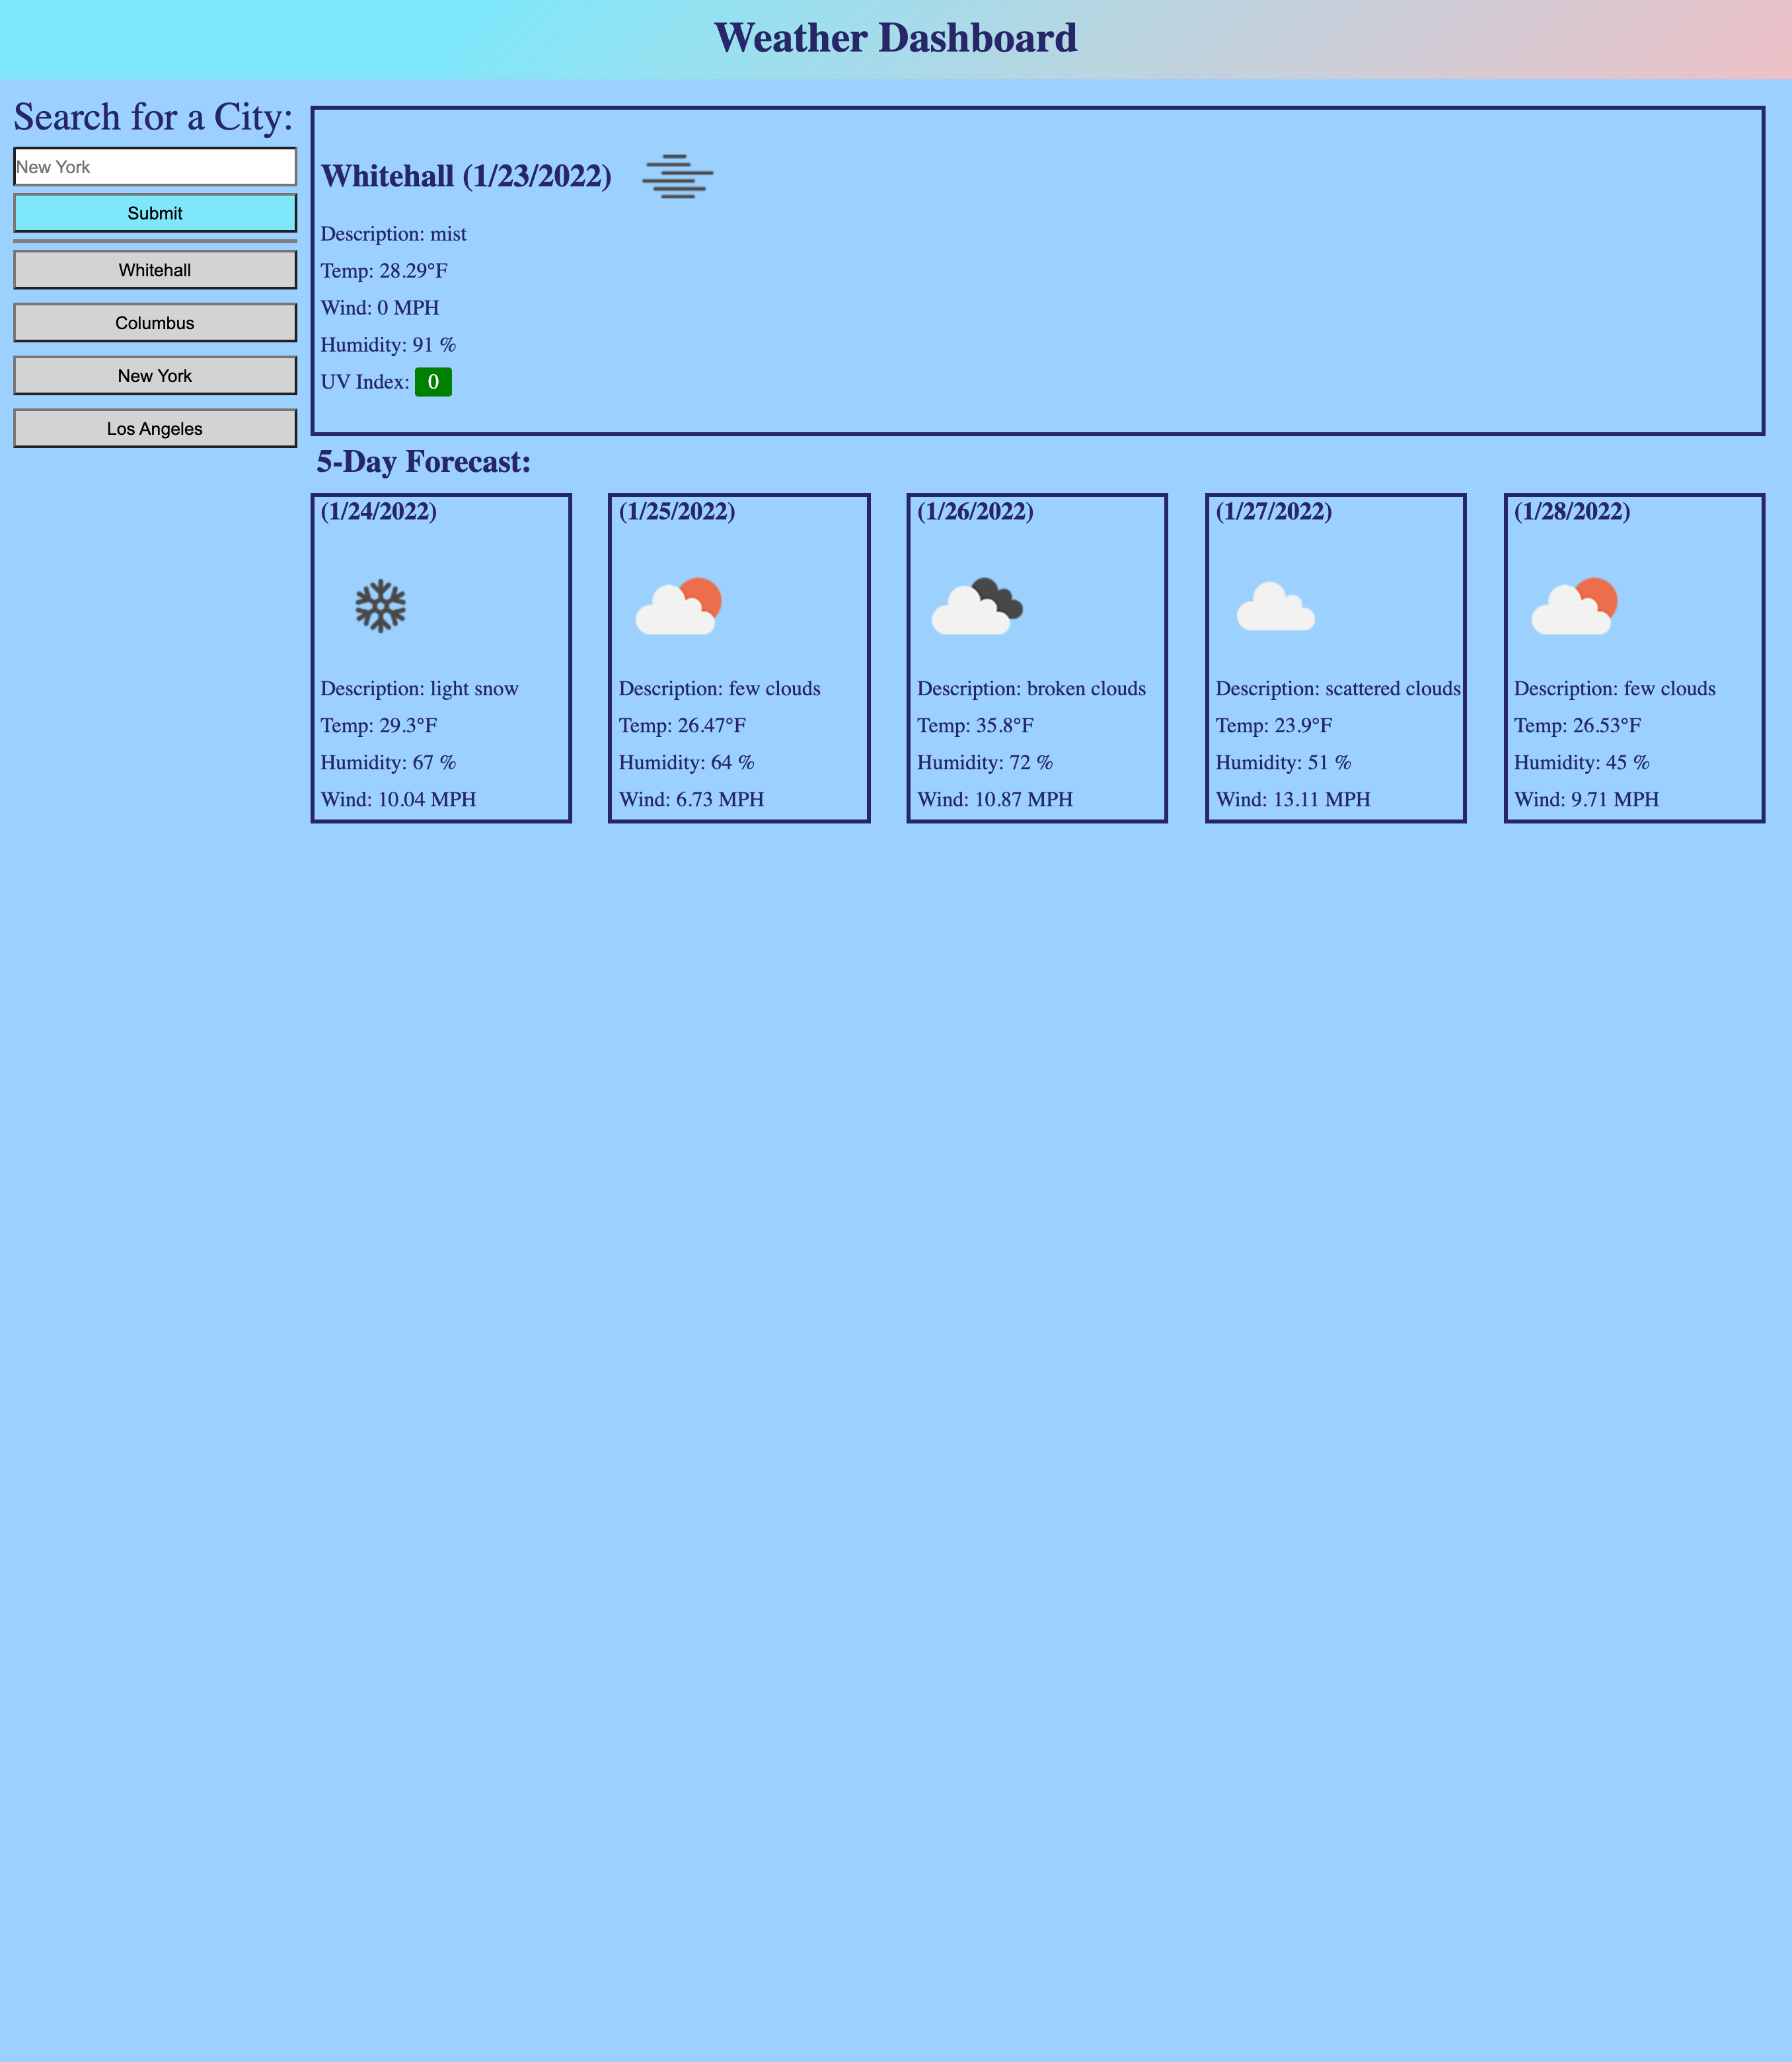 Weather Dashboard
Search for a City:
New York
Submit
Whitehall
Columbus
New York
Los Angeles
Whitehall (1/23/2022)
Description: mist
Temp: 28.29°F
Wind: 0 MPH
Humidity: 91 %
UV Index: 0
5-Day Forecast:
(1/24/2022)
Description: light snow
Temp: 29.3°F
Humidity: 67 %
Wind: 10.04 MPH
(1/25/2022)
Description: few clouds
Temp: 26.47°F
Humidity: 64 %
Wind: 6.73 MPH
(1/26/2022)
Description: broken clouds
Temp: 35.8°F
Humidity: 72 %
Wind: 10.87 MPH
(1/27/2022)
Description: scattered clouds
Temp: 23.9°F
Humidity: 51 %
Wind: 13.11 MPH
(1/28/2022)
Description: few clouds
Temp: 26.53°F
Humidity: 45 %
Wind: 9.71 MPH